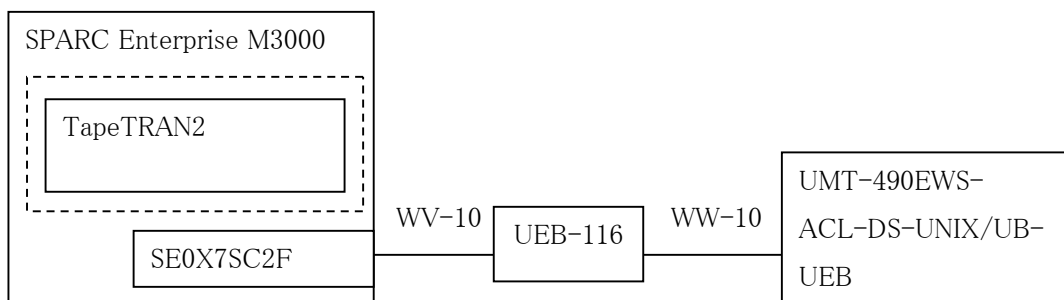 SPARC Enterprise M3000
TapeTRAN2
SE0X7SC2F
WV-10
UEB-116
WW-10
UMT-490EWS-
ACL-DS-UNIX/UB-
UEB